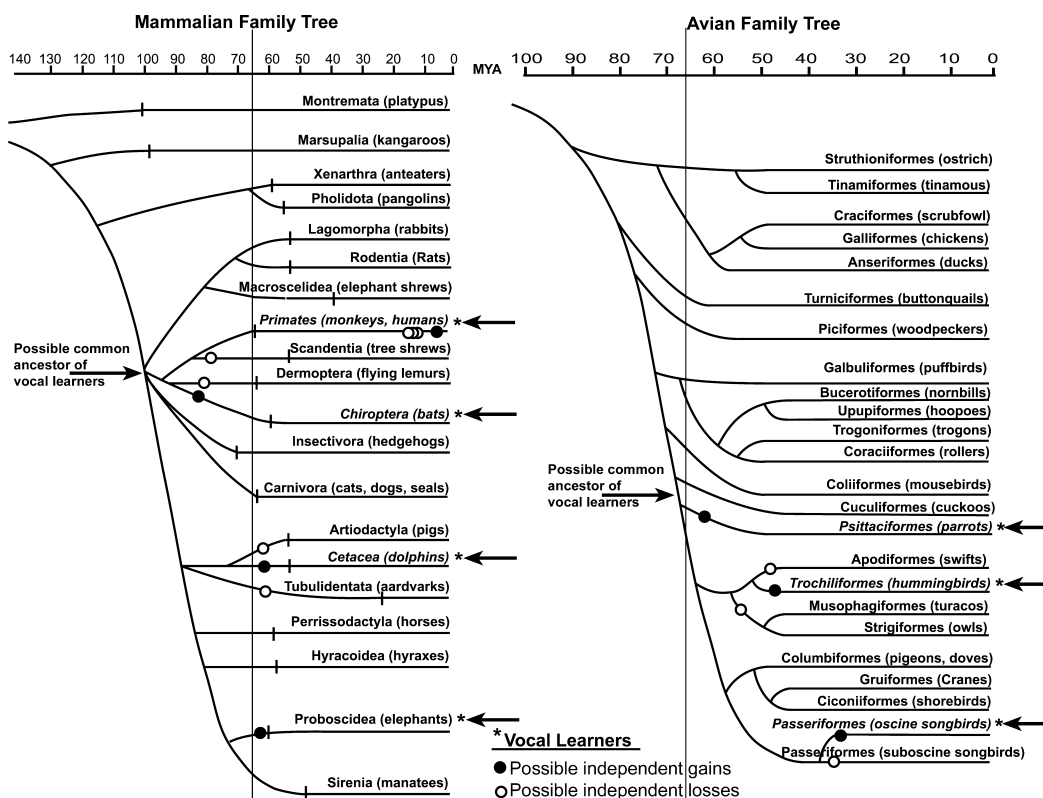 Mammalian Family Tree
140 130 120 110 100 90 80 70 60 50 40 30 20 10 0
MYA
Montremata (platypus)
Marsupalia (kangaroos)
Xenarthra (anteaters)
Pholidota (pangolins)
Lagomorpha (rabbits)
Rodentia (Rats)
Macroscelidea (elephant shrews)
Primates (monkeys, humans) *
Scandentia (tree shrews)
Dermoptera (flying lemurs)
Possible common
ancestor of
vocal learners
Chiroptera (bats) *
Insectivora (hedgehogs)
Carnivora (cats, dogs, seals)
Artiodactyla (pigs)
Cetacea (dolphins) *
Tubulidentata (aardvarks)
Perrissodactyla (horses)
Hyracoidea (hyraxes)
Proboscidea (elephants) *
Sirenia (manatees)
Avian Family Tree
100 90 80 70 60 50 40 30 20 10 0
Struthioniformes (ostrich)
Tinamiformes (tinamous)
Craciformes (scrubfowl)
Galliformes (chickens)
Anseriformes (ducks)
Turniciformes (buttonquails)
Piciformes (woodpeckers)
Galbuliformes (puffbirds)
Bucerotiformes (nornbills)
Upupiformes (hoopoes)
Trogoniformes (trogons)
Coraciiformes (rollers)
Possible common
ancestor of
vocal learners
Coliiformes (mousebirds)
Cuculiformes (cuckoos)
Psittaciformes (parrots) *
Apodiformes (swifts)
Trochiliformes (hummingbirds) *
Musophagiformes (turacos)
Strigiformes (owls)
Columbiformes (pigeons, doves)
Gruiformes (Cranes)
Ciconiiformes (shorebirds)
Passeriformes (oscine songbirds) *
Passeriformes (suboscine songbirds)
* Vocal Learners
Possible independent gains
Possible independent losses